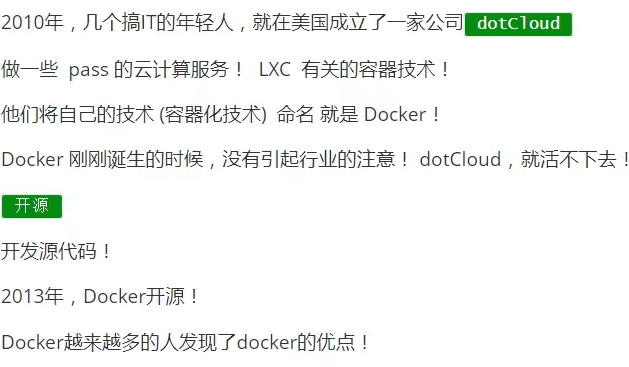 2010年，几个搞IT的年轻人，就在美国成立了一家公司 dotCloud
做一些 pass 的云计算服务！ LXC 有关的容器技术！
他们将自己的技术 (容器化技术) 命名 就是 Docker！
Docker 刚刚诞生的时候，没有引起行业的注意！ dotCloud，就活不下去！
开源
开发源代码！
2013年，Docker开源！
Docker越来越多的人发现了docker的优点！